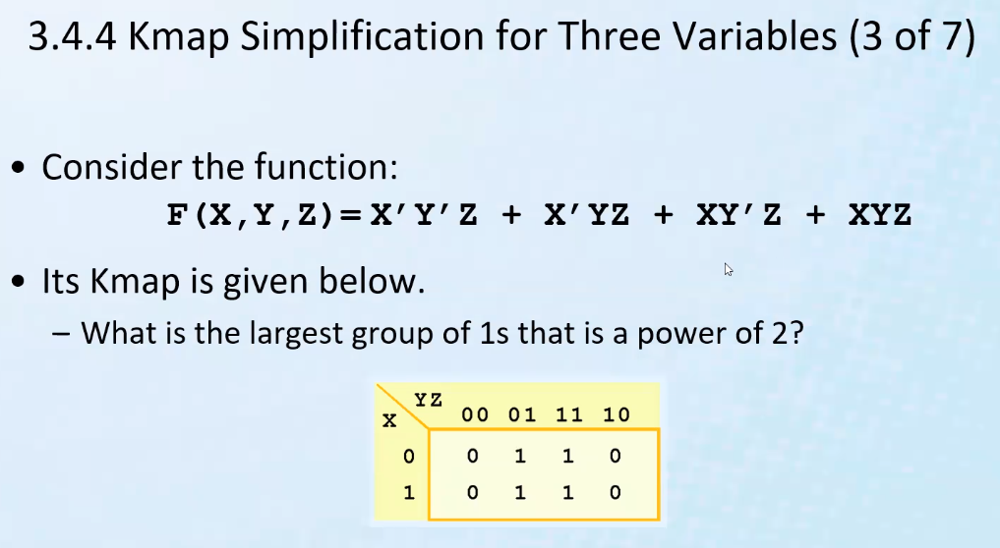 3.4.4 Kmap Simplification for Three Variables (3 of 7)
• Consider the function:
F(X,Y,Z)=X′Y′Z + X′YZ + XY′Z + XYZ
• Its Kmap is given below.
– What is the largest group of 1s that is a power of 2?
YZ
X 00 01 11 10
0 0 1 1 0
1 0 1 1 0